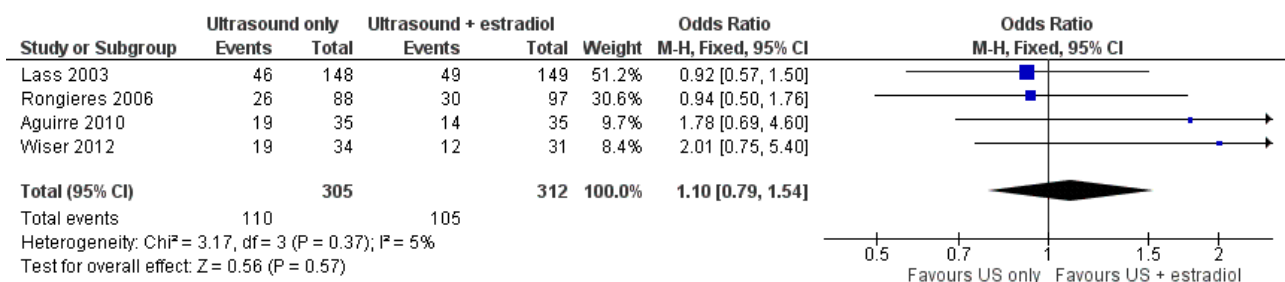 Ultrasound only Ultrasound + estradiol Odds Ratio Odds Ratio
Study or Subgroup Events Total Events Total Weight M-H, Fixed, 95% CI M-H, Fixed, 95% CI
Lass 2003 46 148 49 149 51.2% 0.92 [0.57, 1.50]
Rongieres 2006 26 88 30 97 30.6% 0.94 [0.50, 1.76]
Aguirre 2010 19 35 14 35 9.7% 1.78 [0.69, 4.60]
Wiser 2012 19 34 12 31 8.4% 2.01 [0.75, 5.40]
Total (95% CI) 305 312 100.0% 1.10 [0.79, 1.54]
Total events 110 105
Heterogeneity: Chi² = 3.17, df = 3 (P = 0.37); I² = 5%
Test for overall effect: Z = 0.56 (P = 0.57)
0.5 0.7 1 1.5 2
Favours US only Favours US + estradiol